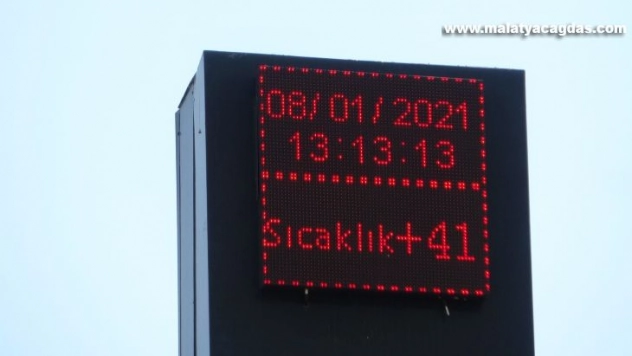 www.malatyacagdas.com
08/01/2021
13:13:13
Sıcaklık+41